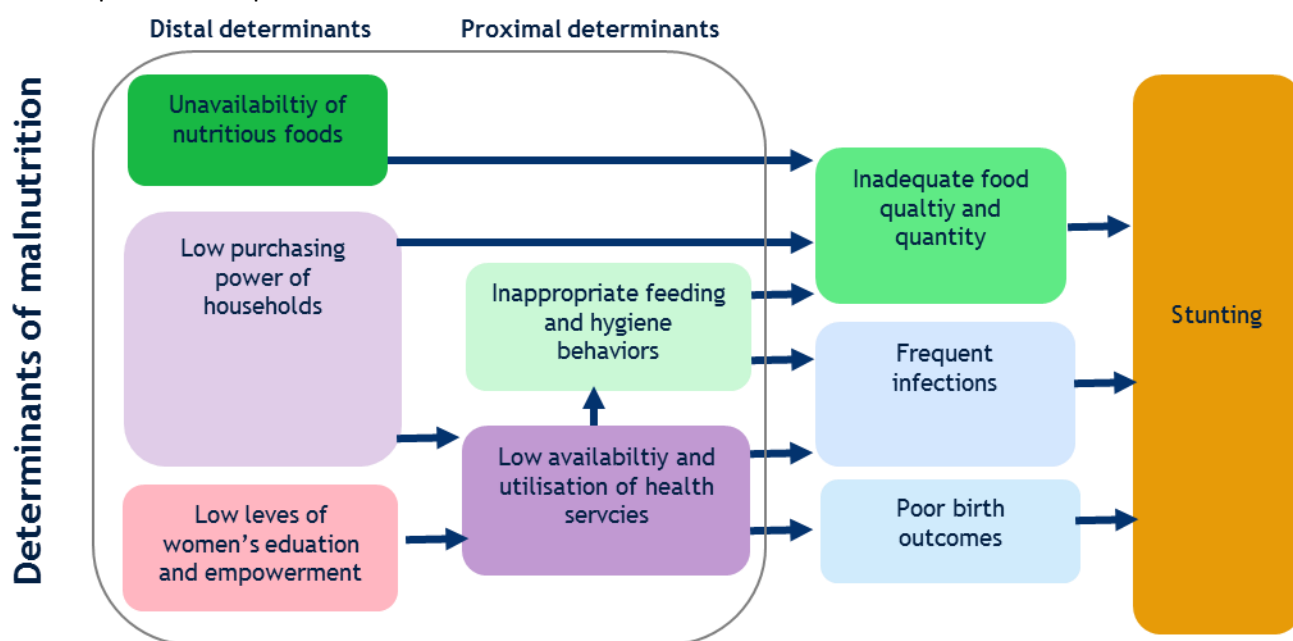 Distal determinants
Proximal determinants
Determinants of malnutrition
Unavailabiltiy of
nutritious foods
Low purchasing
power of
households
Low leves of
women's eduation
and empowerment
Inappropriate feeding
and hygiene
behaviors
Low availabiltiy and
utilisation of health
servcies
Inadequate food
qualtiy and
quantity
Frequent
infections
Poor birth
outcomes
Stunting